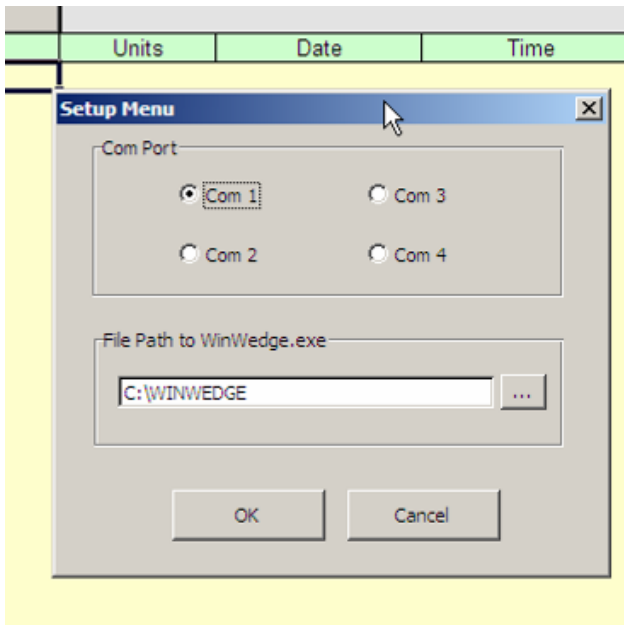 Units Date Time
Setup Menu
Com Port
Com 1 Com 3
Com 2 Com 4
File Path to WinWedge.exe
C:\WINWEDGE ...
OK Cancel